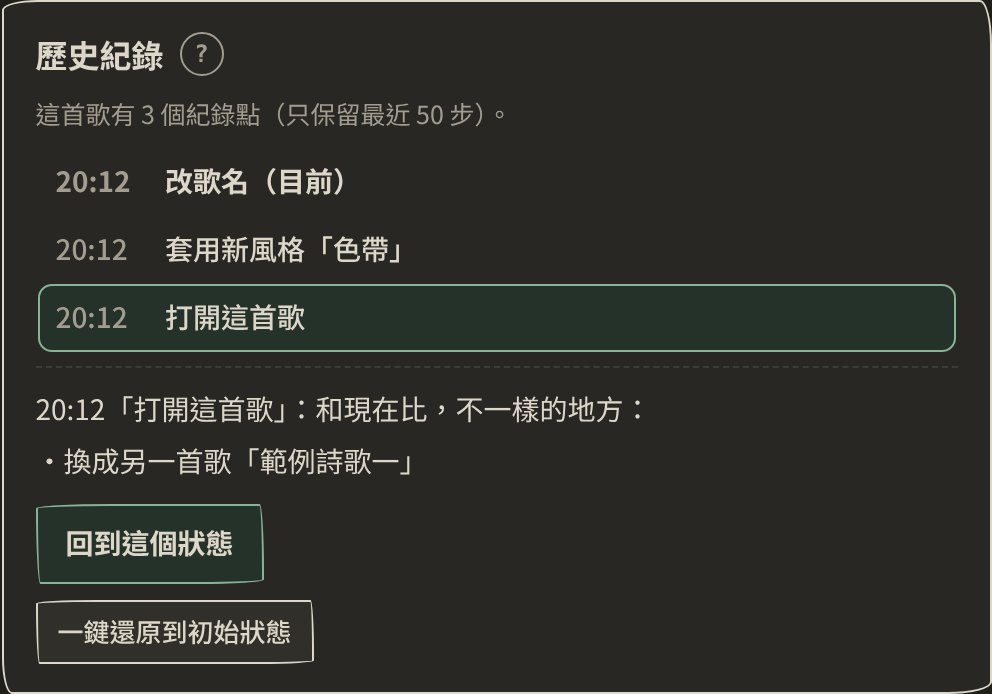 歷史紀錄 ?
這首歌有 3 個紀錄點（只保留最近 50 步）。
20:12 改歌名（目前）
20:12 套用新風格「色帶」
20:12 打開這首歌
20:12「打開這首歌」：和現在比，不一樣的地方：
・換成另一首歌「範例詩歌一」
回到這個狀態
一鍵還原到初始狀態